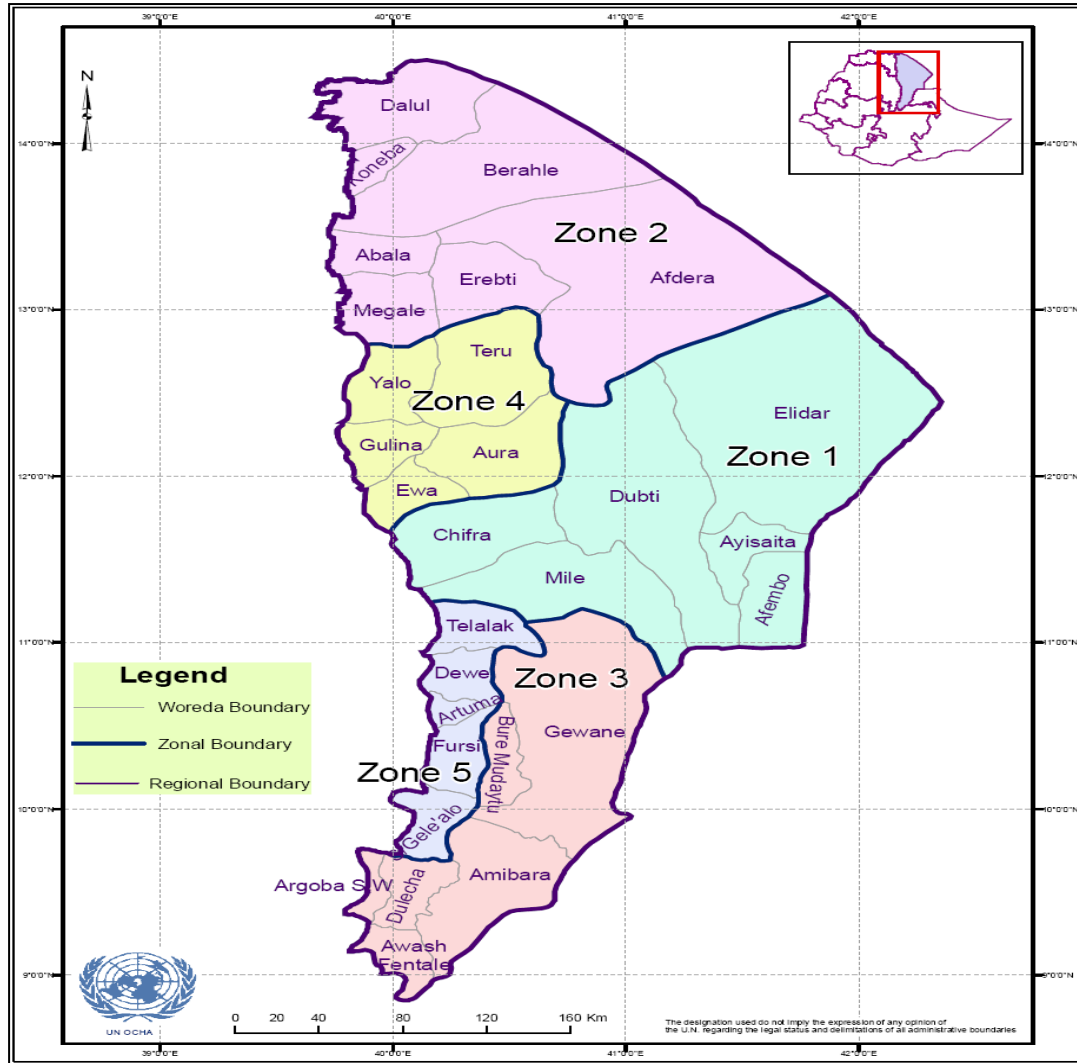 39°0'0"E
40°0'0"E
41°0'0"E
42°0'0"E
N
14°0'0"N
14°0'0"N
13°0'0"N
13°0'0"N
12°0'0"N
12°0'0"N
11°0'0"N
11°0'0"N
10°0'0"N
10°0'0"N
9°0'0"N
9°0'0"N
Dalul
Koneba
Berahle
Zone 2
Abala
Erebti
Afdera
Megale
Teru
Yalo
Zone 4
Elidar
Gulina
Aura
Zone 1
Ewa
Dubti
Chifra
Ayisaita
Mile
Afembo
Telalak
Dewe
Zone 3
Artuma
Bure Mudaytu
Gewane
Fursi
Zone 5
S.Gele'alo
Argoba S.W
Dulecha
Amibara
Awash
Fentale
Legend
Woreda Boundary
Zonal Boundary
Regional Boundary
UN OCHA
0 20 40 80 120 160 Km
The designation used do not imply the expression of any opinion of
the U.N. regarding the legal status and delimitations of all administrative boundaries
39°0'0"E
40°0'0"E
41°0'0"E
42°0'0"E